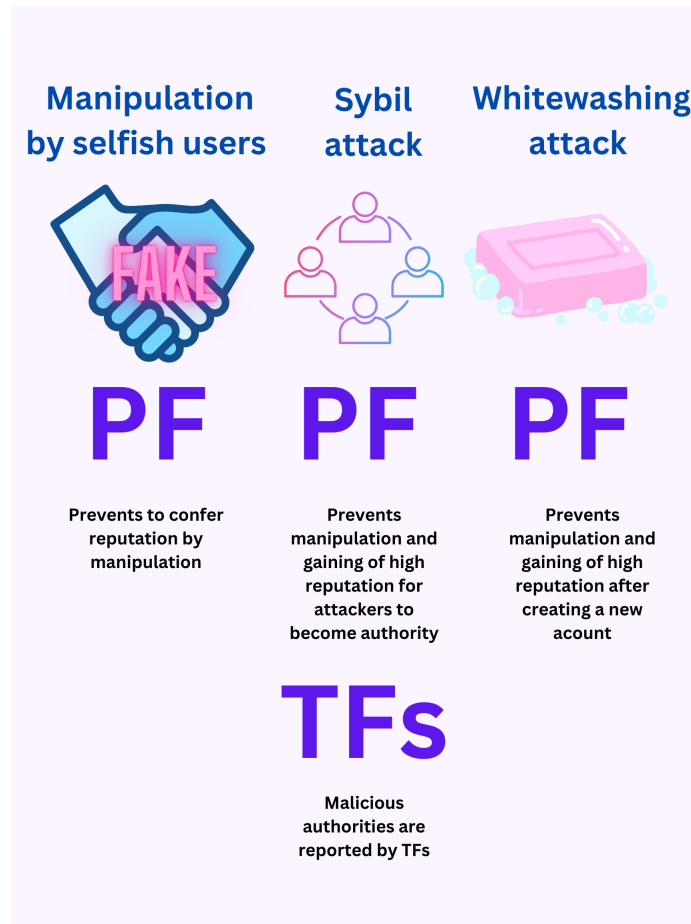 Manipulation
by selfish users
Sybil
attack
Whitewashing
attack
FAKE
PF
PF
PF
Prevents to confer
reputation by
manipulation
Prevents
manipulation and
gaining of high
reputation for
attackers to
become authority
Prevents
manipulation and
gaining of high
reputation after
creating a new
acount
TFs
Malicious
authorities are
reported by TFs